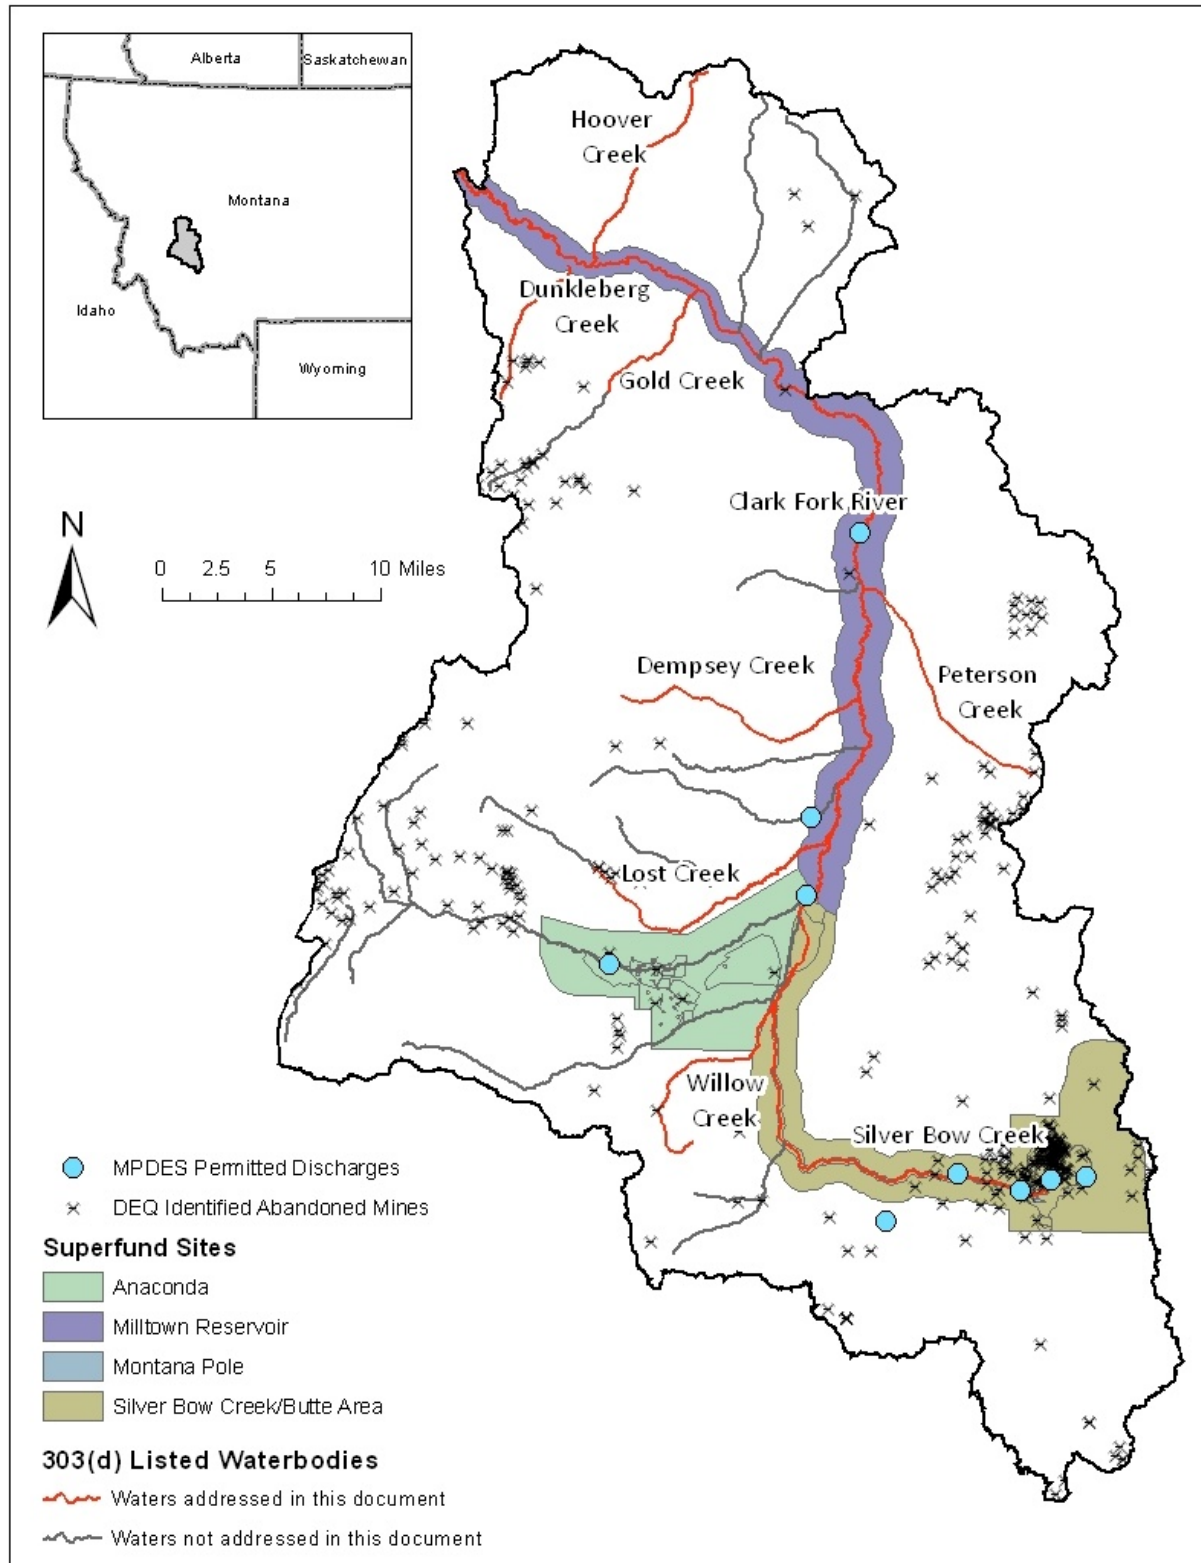 Alberta
Saskatchewan
Montana
Idaho
Wyoming
Hoover
Creek
Dunkleberg
Creek
Gold Creek
Clark Fork River
N
0 2.5 5 10 Miles
Dempsey Creek
Peterson
Creek
Lost Creek
Willow
Creek
Silver Bow Creek
MPDES Permitted Discharges
DEQ Identified Abandoned Mines
Superfund Sites
Anaconda
Milltown Reservoir
Montana Pole
Silver Bow Creek/Butte Area
303(d) Listed Waterbodies
Waters addressed in this document
Waters not addressed in this document